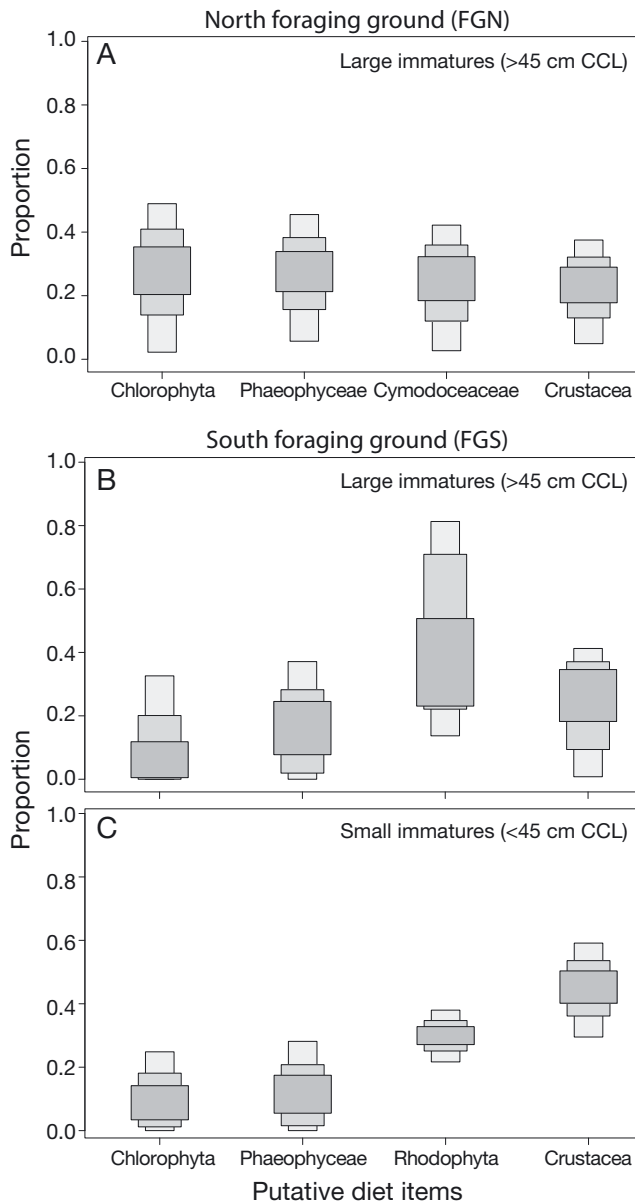 North foraging ground (FGN)
A
Large immatures (>45 cm CCL)
Proportion
1.0
0.8
0.6
0.4
0.2
0.0
Chlorophyta Phaeophyceae Cymodoceaceae Crustacea
South foraging ground (FGS)
B
Large immatures (>45 cm CCL)
1.0
0.8
0.6
0.4
0.2
0.0
Proportion
C
Small immatures (<45 cm CCL)
1.0
0.8
0.6
0.4
0.2
0.0
Chlorophyta Phaeophyceae Rhodophyta Crustacea
Putative diet items